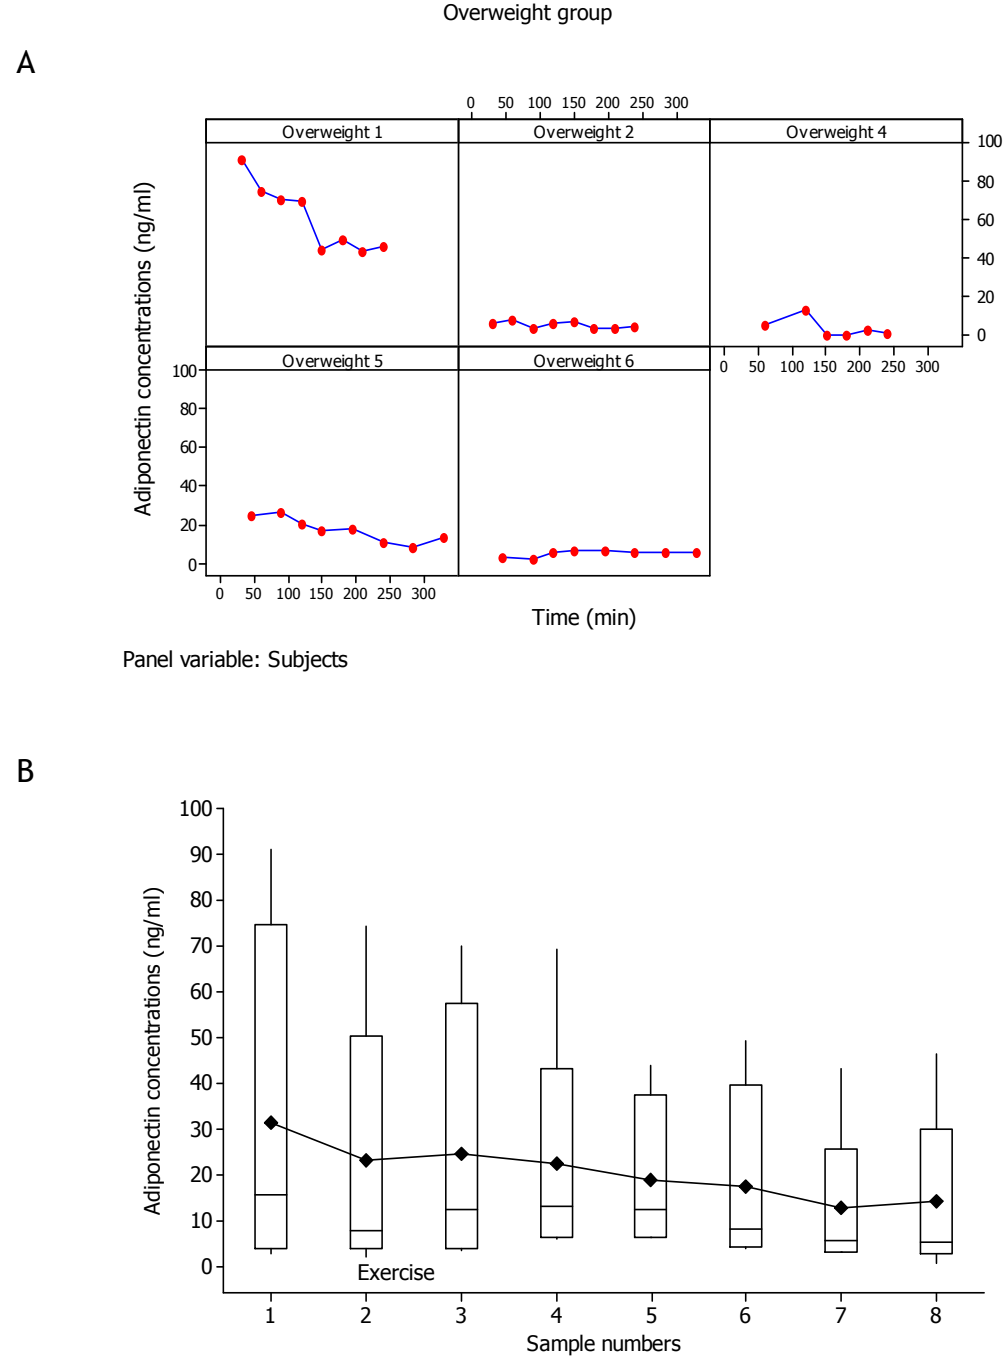 Overweight group
A
0 50 100 150 200 250 300
Overweight 1 Overweight 2 Overweight 4
100
80
60
40
20
0
Adiponectin concentrations (ng/ml)
Overweight 5 Overweight 6
0 50 100 150 200 250 300
100
80
60
40
20
0
0 50 100 150 200 250 300
Time (min)
Panel variable: Subjects
B
100
90
80
70
60
50
40
30
20
10
0
Adiponectin concentrations (ng/ml)
Exercise
1 2 3 4 5 6 7 8
Sample numbers